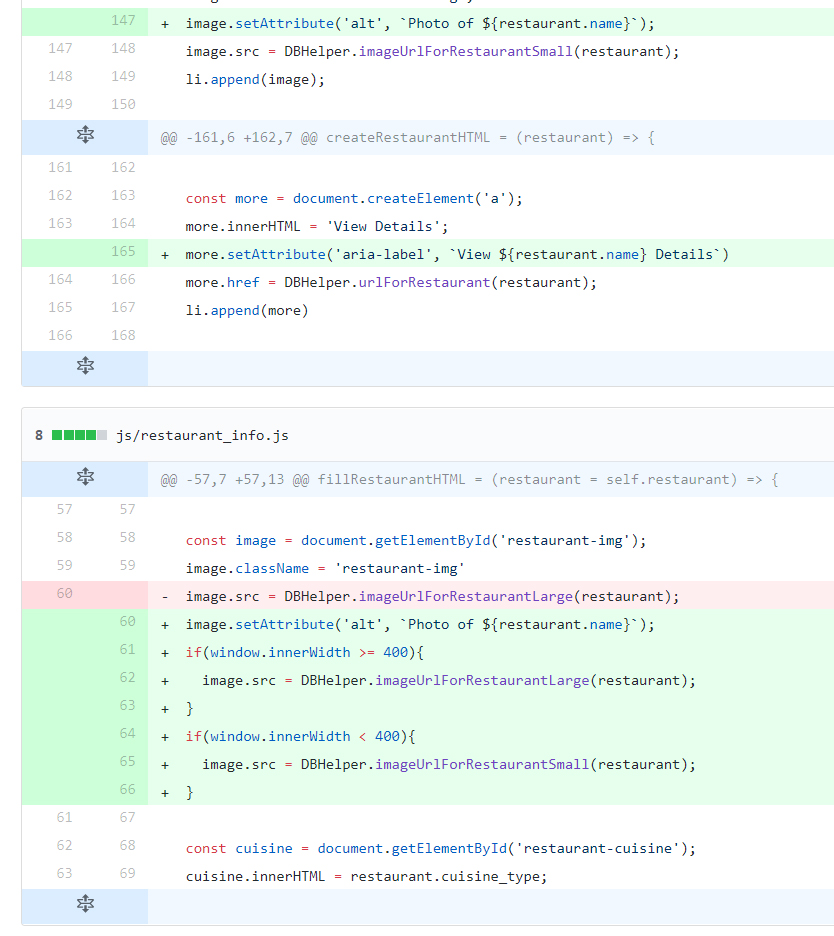 147 + image.setAttribute('alt', `Photo of ${restaurant.name}`);
147 148 image.src = DBHelper.imageUrlForRestaurantSmall(restaurant);
148 149 li.append(image);
149 150
@@ -161,6 +162,7 @@ createRestaurantHTML = (restaurant) => {
161 162
162 163 const more = document.createElement('a');
163 164 more.innerHTML = 'View Details';
165 + more.setAttribute('aria-label', `View ${restaurant.name} Details`)
164 166 more.href = DBHelper.urlForRestaurant(restaurant);
165 167 li.append(more)
166 168
8 js/restaurant_info.js
@@ -57,7 +57,13 @@ fillRestaurantHTML = (restaurant = self.restaurant) => {
57 57
58 58 const image = document.getElementById('restaurant-img');
59 59 image.className = 'restaurant-img'
60 - image.src = DBHelper.imageUrlForRestaurantLarge(restaurant);
60 + image.setAttribute('alt', `Photo of ${restaurant.name}`);
61 + if(window.innerWidth >= 400){
62 + image.src = DBHelper.imageUrlForRestaurantLarge(restaurant);
63 + }
64 + if(window.innerWidth < 400){
65 + image.src = DBHelper.imageUrlForRestaurantSmall(restaurant);
66 + }
61 67
62 68 const cuisine = document.getElementById('restaurant-cuisine');
63 69 cuisine.innerHTML = restaurant.cuisine_type;